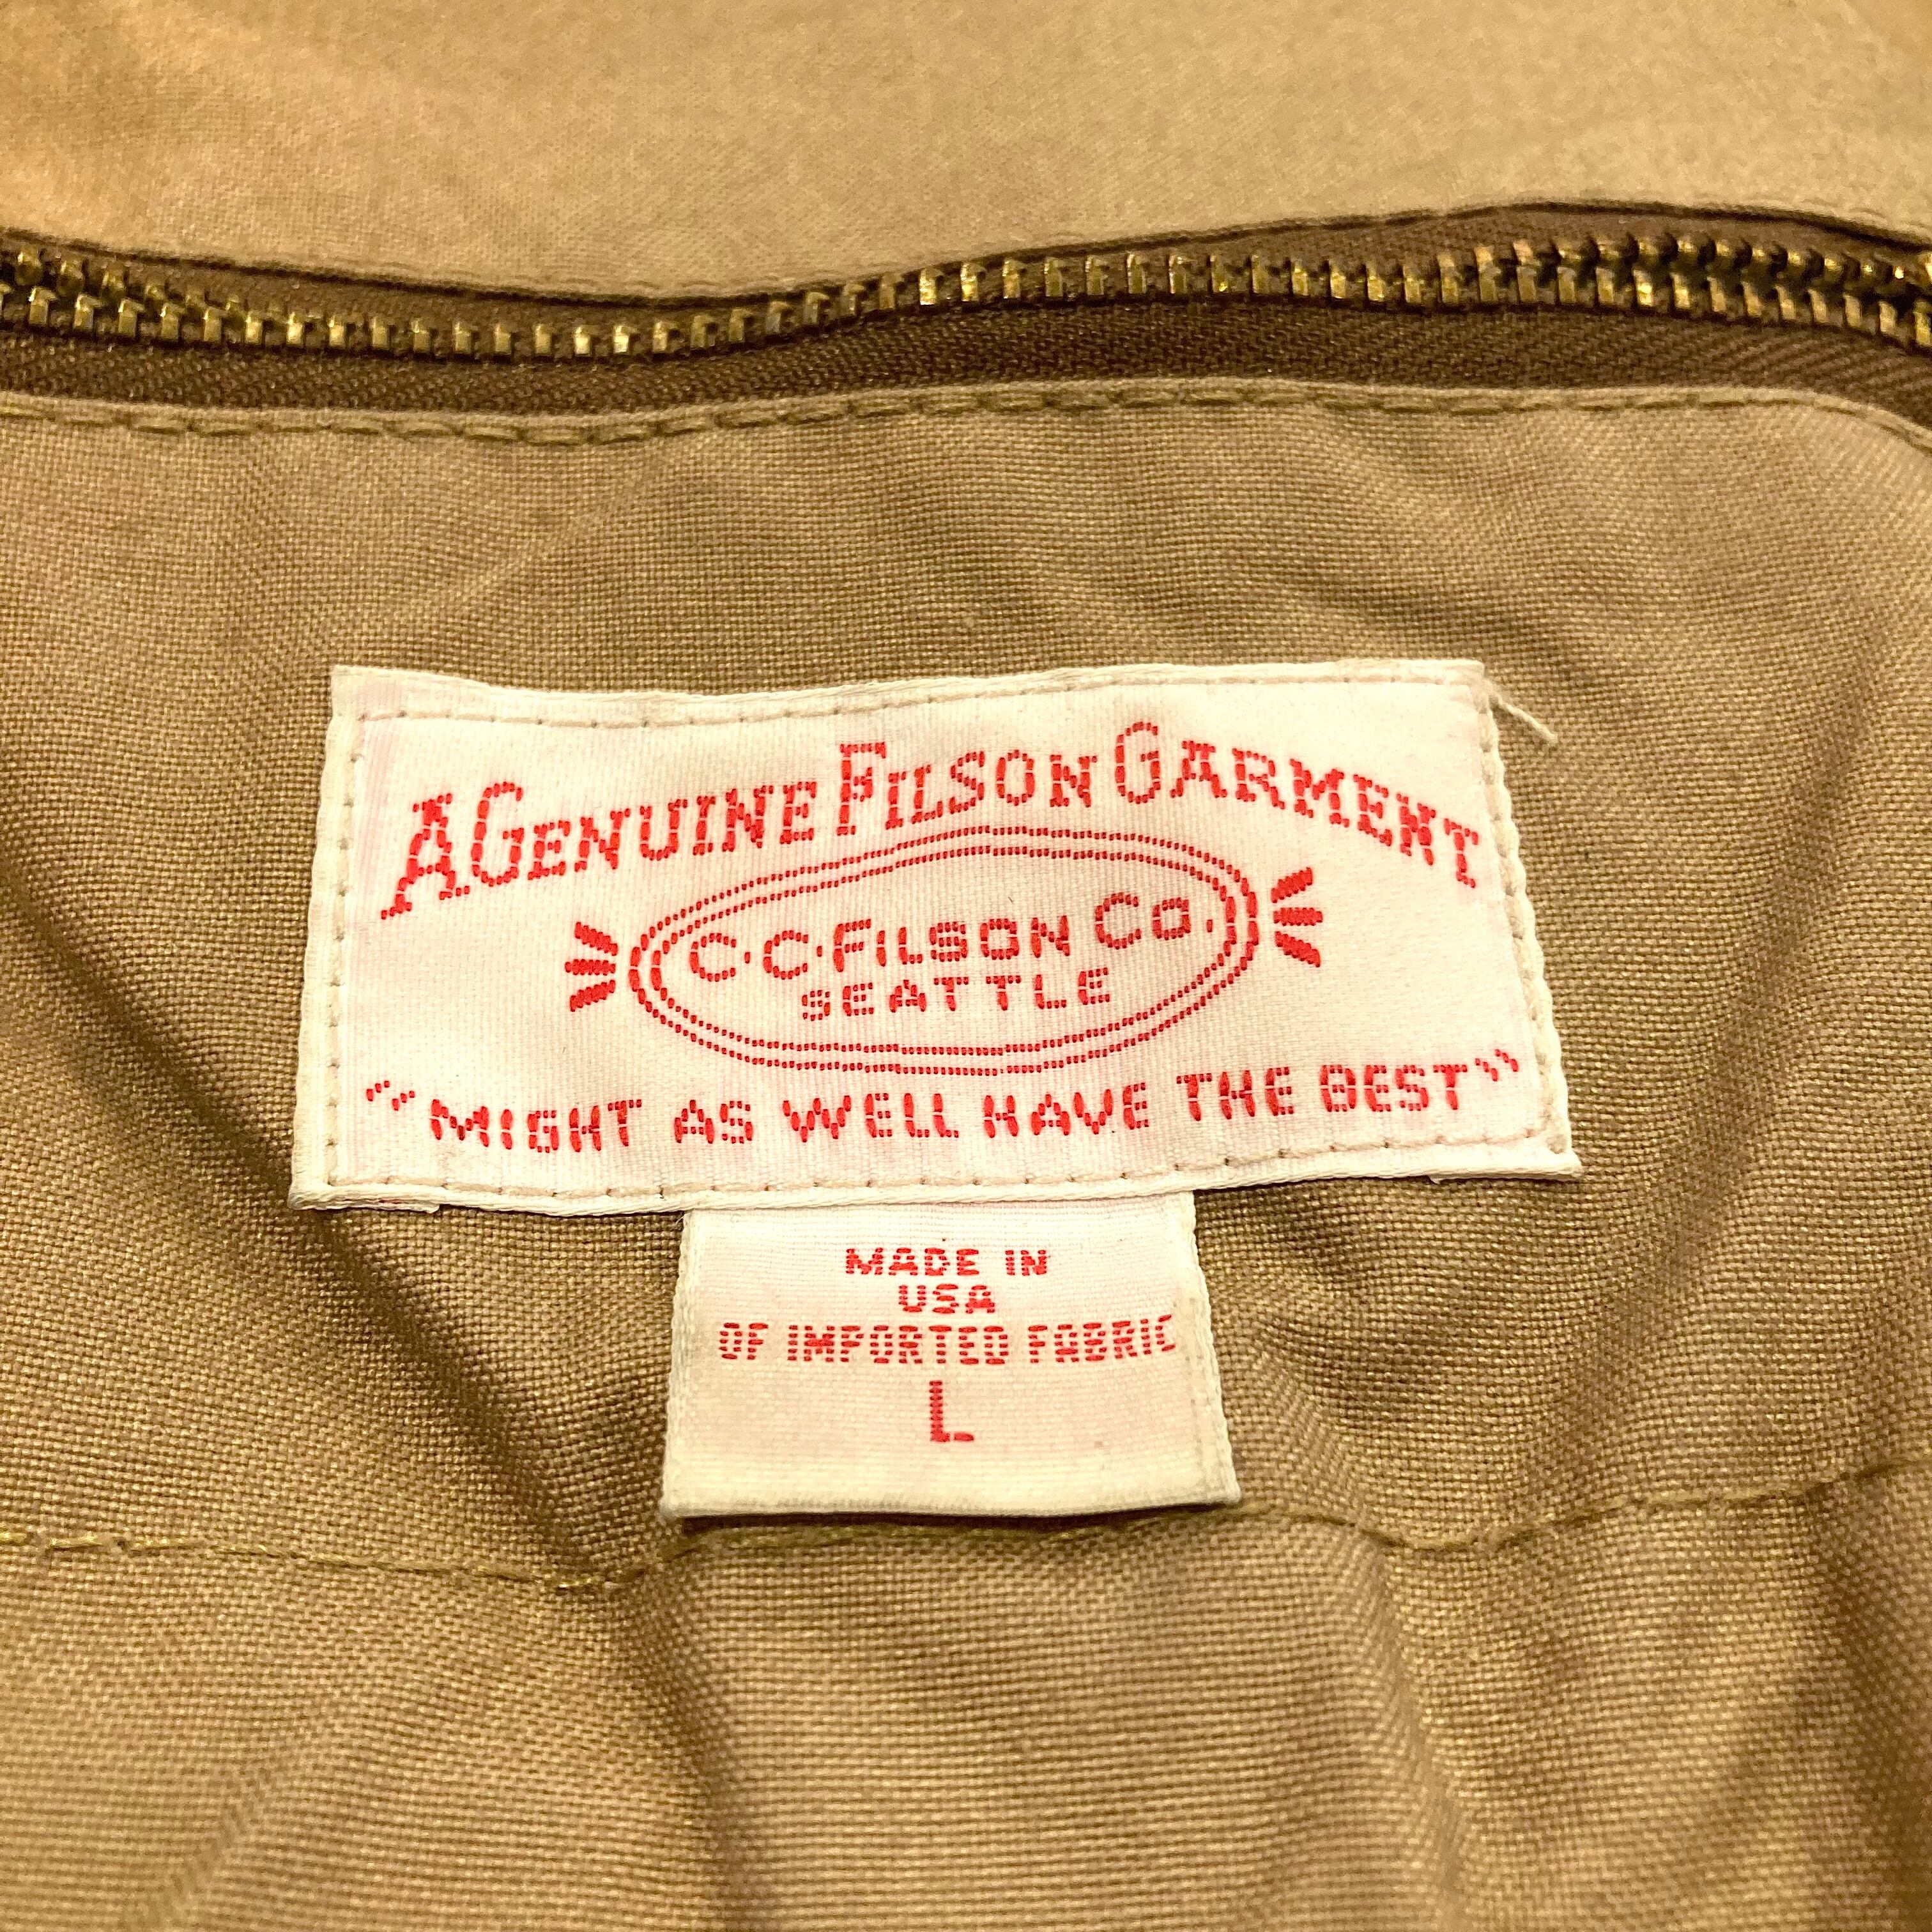 A GENUINE FILSON GARMENT
C.C. FILSON CO.
SEATTLE
"MIGHT AS WELL HAVE THE BEST"
MADE IN
USA
OF IMPORTED FABRIC
L